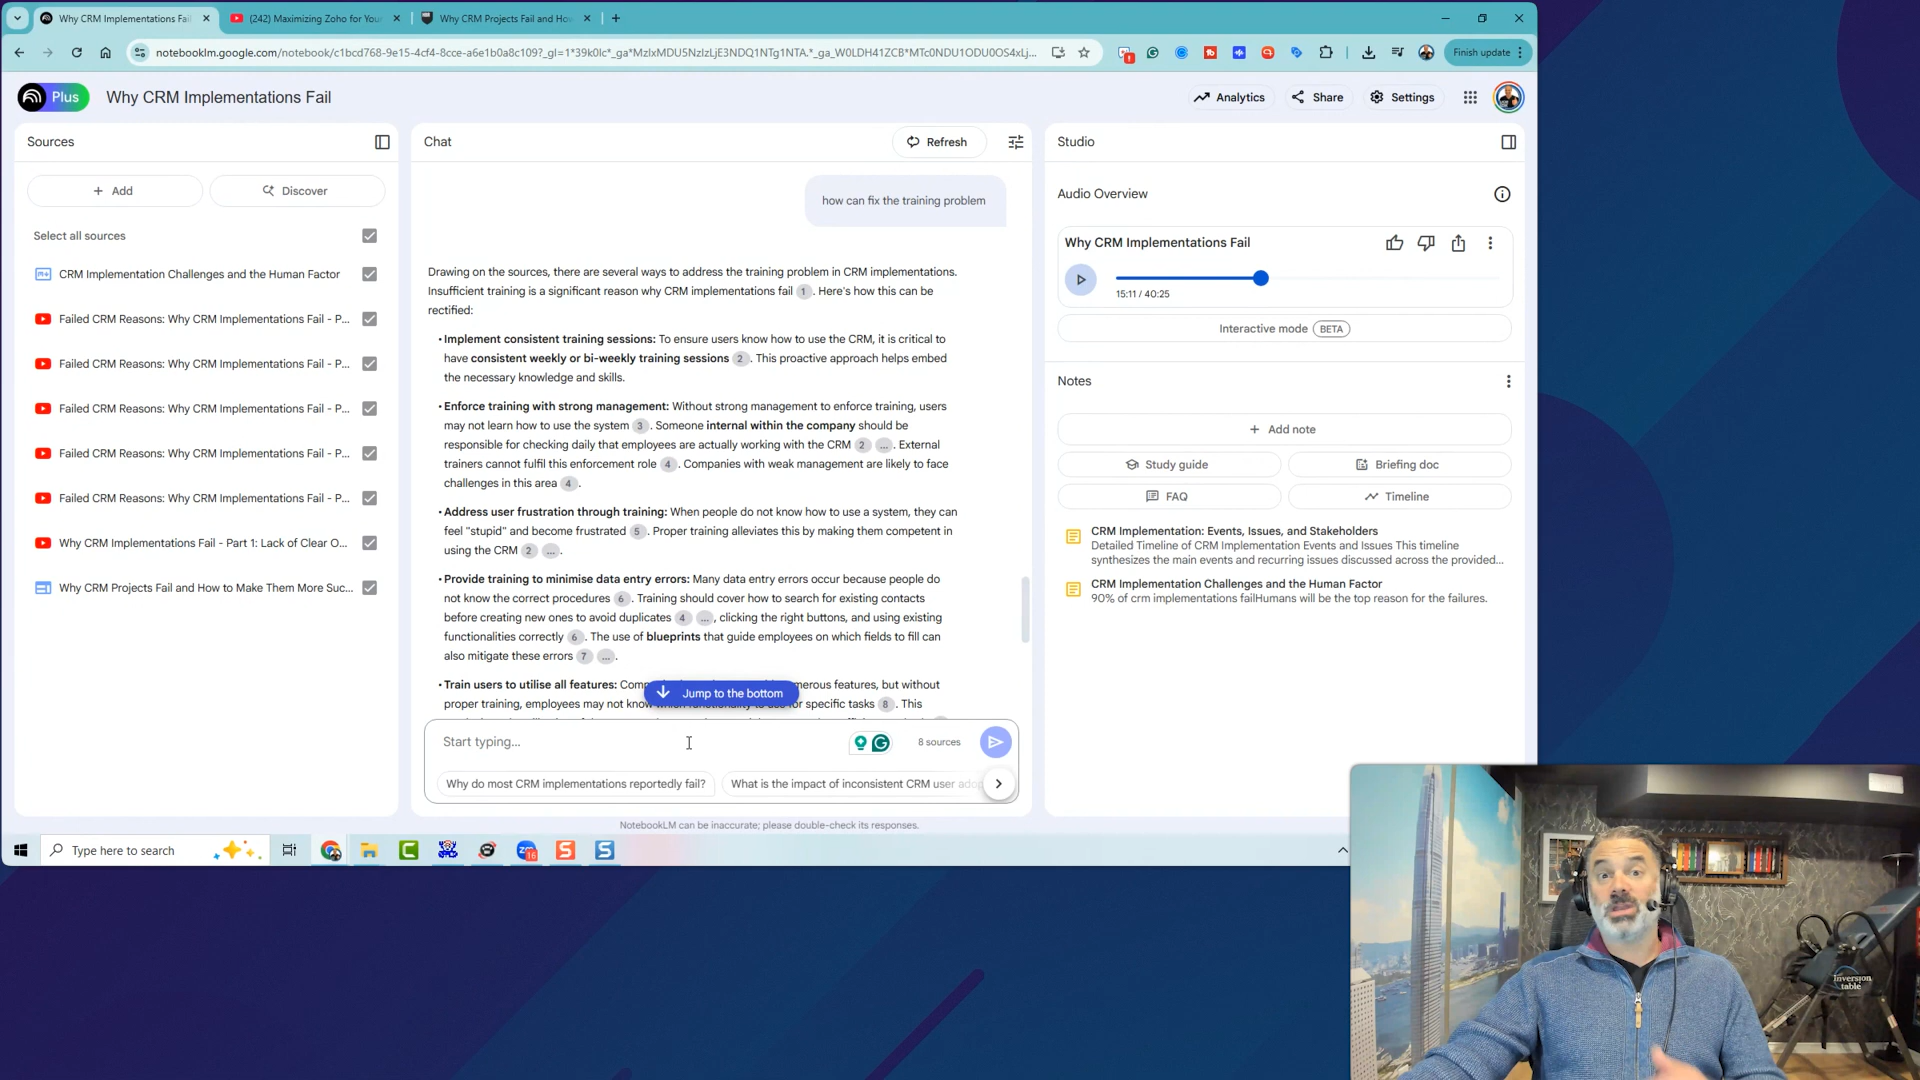 Why CRM Implementations Fail
(242) Maximizing Zoho for Your
Why CRM Projects Fail and How
notebooklm.google.com/notebook/c1bcd768-9e15-4cf4-8cce-a6e1b0a8c109?_gl=1*39k0lc*_ga*MzIxMDU5NzIzLjE3NDQ1NTg1NTA.*_ga_W0LDH41ZCB*MTc0NDU1ODU0OS4xLj...
Finish update
Plus
Why CRM Implementations Fail
Analytics
Share
Settings
Sources
Add
Discover
Select all sources
CRM Implementation Challenges and the Human Factor
Failed CRM Reasons: Why CRM Implementations Fail - P...
Failed CRM Reasons: Why CRM Implementations Fail - P...
Failed CRM Reasons: Why CRM Implementations Fail - P...
Failed CRM Reasons: Why CRM Implementations Fail - P...
Failed CRM Reasons: Why CRM Implementations Fail - P...
Why CRM Implementations Fail - Part 1: Lack of Clear O...
Why CRM Projects Fail and How to Make Them More Suc...
Chat
Refresh
how can fix the training problem
Drawing on the sources, there are several ways to address the training problem in CRM implementations.
Insufficient training is a significant reason why CRM implementations fail 1 . Here's how this can be
rectified:
• Implement consistent training sessions: To ensure users know how to use the CRM, it is critical to
have consistent weekly or bi-weekly training sessions 2 . This proactive approach helps embed
the necessary knowledge and skills.
• Enforce training with strong management: Without strong management to enforce training, users
may not learn how to use the system 3 . Someone internal within the company should be
responsible for checking daily that employees are actually working with the CRM 2 ... . External
trainers cannot fulfil this enforcement role 4 . Companies with weak management are likely to face
challenges in this area 4 .
• Address user frustration through training: When people do not know how to use a system, they can
feel "stupid" and become frustrated 5 . Proper training alleviates this by making them competent in
using the CRM 2 ... .
• Provide training to minimise data entry errors: Many data entry errors occur because people do
not know the correct procedures 6 . Training should cover how to search for existing contacts
before creating new ones to avoid duplicates 4 ... , clicking the right buttons, and using existing
functionalities correctly 6 . The use of blueprints that guide employees on which fields to fill can
also mitigate these errors 7 ... .
• Train users to utilise all features: numerous features, but without
proper training, employees may not know which functionality to use for specific tasks 8 . This
Jump to the bottom
Start typing...
8 sources
Why do most CRM implementations reportedly fail?
What is the impact of inconsistent CRM user adop
NotebookLM can be inaccurate; please double-check its responses.
Studio
Audio Overview
Why CRM Implementations Fail
15:11 / 40:25
Interactive mode BETA
Notes
Add note
Study guide
Briefing doc
FAQ
Timeline
CRM Implementation: Events, Issues, and Stakeholders
Detailed Timeline of CRM Implementation Events and Issues This timeline
synthesizes the main events and recurring issues discussed across the provided...
CRM Implementation Challenges and the Human Factor
90% of crm implementations failHumans will be the top reason for the failures.
Type here to search
16
inversion
table